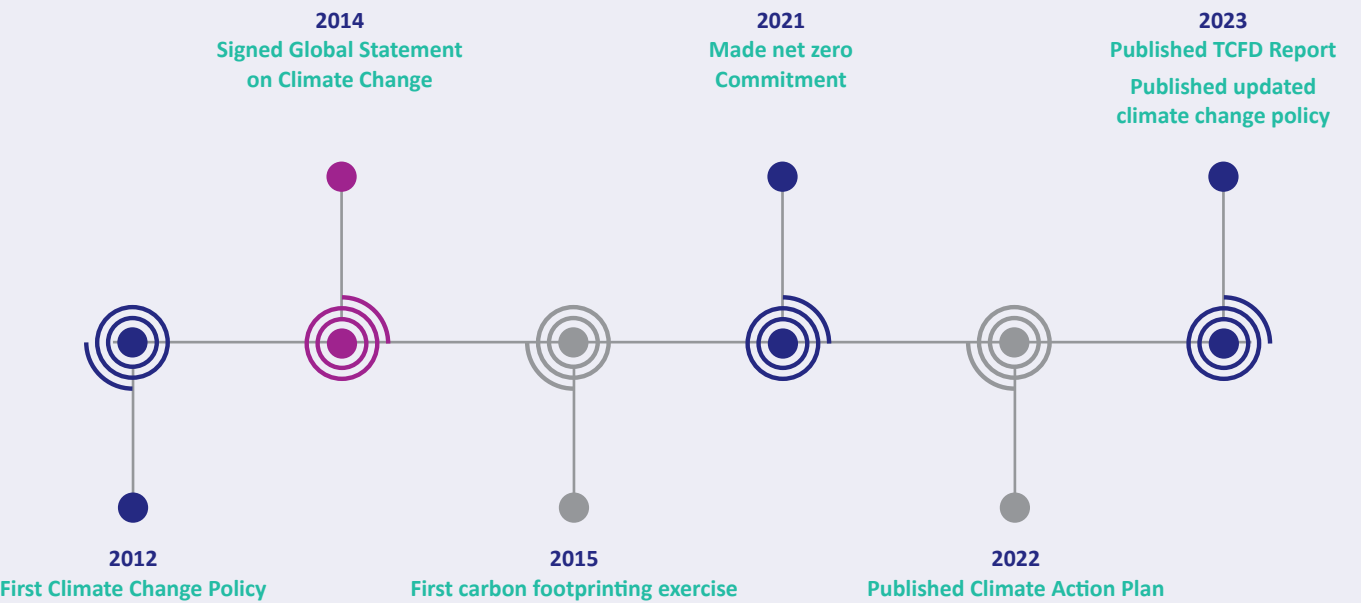 2014
Signed Global Statement
on Climate Change
2021
Made net zero
Commitment
2023
Published TCFD Report
Published updated
climate change policy
2012
First Climate Change Policy
2015
First carbon footprinting exercise
2022
Published Climate Action Plan